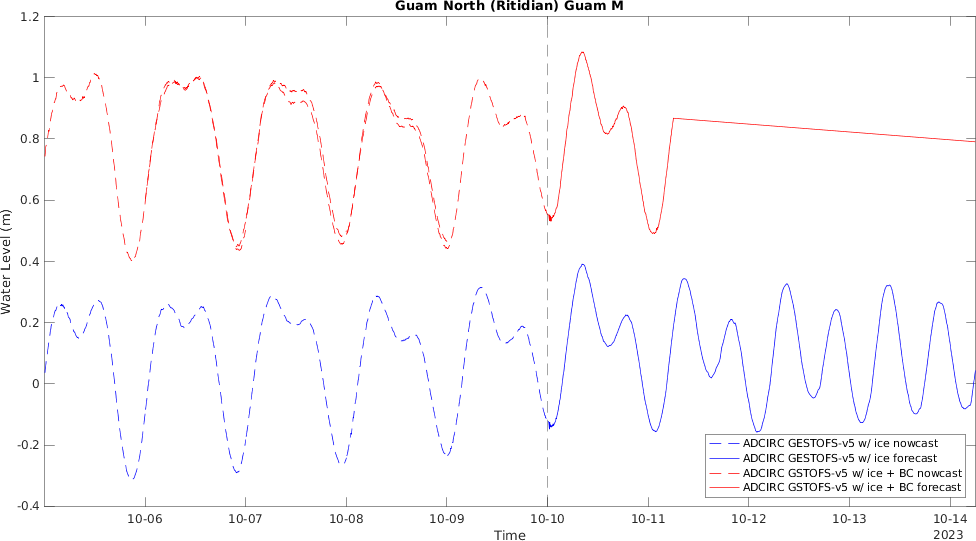 Guam North (Ritidian) Guam M
1.2
1
0.8
0.6
0.4
0.2
0
-0.2
-0.4
Water Level (m)
10-06
10-07
10-08
10-09
10-10
10-11
10-12
10-13
10-14
2023
Time
ADCIRC GESTOFS-v5 w/ ice nowcast
ADCIRC GESTOFS-v5 w/ ice forecast
ADCIRC GSTOFS-v5 w/ ice + BC nowcast
ADCIRC GSTOFS-v5 w/ ice + BC forecast